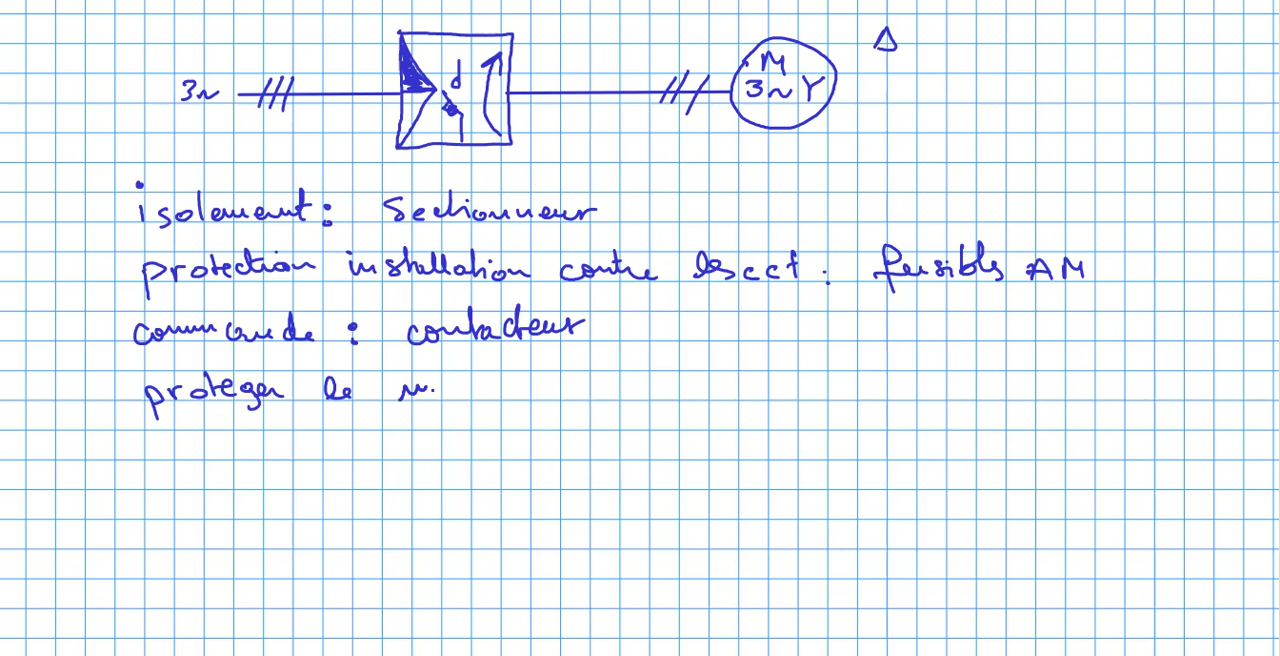 3~ d M Δ
3~ Y
isolement : Sectionneur
protection installation contre les cct : fusibles AM
commande : contacteur
proteger le m.